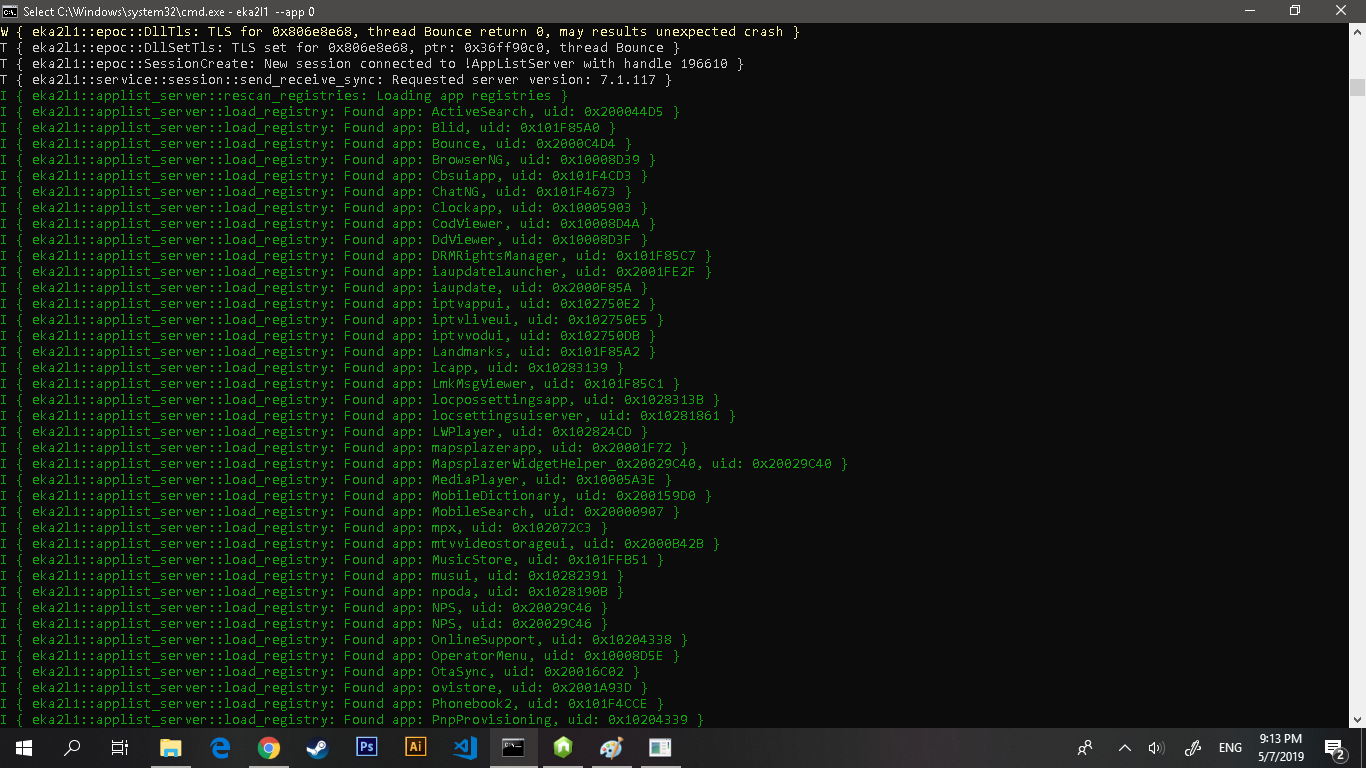 Select C:\Windows\system32\cmd.exe - eka2l1 --app 0
W { eka2l1::epoc::DllTls: TLS for 0x806e8e68, thread Bounce return 0, may results unexpected crash }
T { eka2l1::epoc::DllSetTls: TLS set for 0x806e8e68, ptr: 0x36ff90c0, thread Bounce }
T { eka2l1::epoc::SessionCreate: New session connected to !AppListServer with handle 196610 }
T { eka2l1::service::session::send_receive_sync: Requested server version: 7.1.117 }
I { eka2l1::applist_server::rescan_registries: Loading app registries }
I { eka2l1::applist_server::load_registry: Found app: ActiveSearch, uid: 0x200044D5 }
I { eka2l1::applist_server::load_registry: Found app: Blid, uid: 0x101F85A0 }
I { eka2l1::applist_server::load_registry: Found app: Bounce, uid: 0x2000C4D4 }
I { eka2l1::applist_server::load_registry: Found app: BrowserNG, uid: 0x10008D39 }
I { eka2l1::applist_server::load_registry: Found app: Cbsuiapp, uid: 0x101F4CD3 }
I { eka2l1::applist_server::load_registry: Found app: ChatNG, uid: 0x101F4673 }
I { eka2l1::applist_server::load_registry: Found app: Clockapp, uid: 0x10005903 }
I { eka2l1::applist_server::load_registry: Found app: CodViewer, uid: 0x10008D4A }
I { eka2l1::applist_server::load_registry: Found app: DdViewer, uid: 0x10008D3F }
I { eka2l1::applist_server::load_registry: Found app: DRMRightsManager, uid: 0x101F85C7 }
I { eka2l1::applist_server::load_registry: Found app: iaupdatelauncher, uid: 0x2001FE2F }
I { eka2l1::applist_server::load_registry: Found app: iaupdate, uid: 0x2000F85A }
I { eka2l1::applist_server::load_registry: Found app: iptvappui, uid: 0x102750E2 }
I { eka2l1::applist_server::load_registry: Found app: iptvliveui, uid: 0x102750E5 }
I { eka2l1::applist_server::load_registry: Found app: iptvvodui, uid: 0x102750DB }
I { eka2l1::applist_server::load_registry: Found app: Landmarks, uid: 0x101F85A2 }
I { eka2l1::applist_server::load_registry: Found app: lcapp, uid: 0x10283139 }
I { eka2l1::applist_server::load_registry: Found app: LmkMsgViewer, uid: 0x101F85C1 }
I { eka2l1::applist_server::load_registry: Found app: locpossettingsapp, uid: 0x1028313B }
I { eka2l1::applist_server::load_registry: Found app: locsettingsuiserver, uid: 0x10281861 }
I { eka2l1::applist_server::load_registry: Found app: LWPlayer, uid: 0x102824CD }
I { eka2l1::applist_server::load_registry: Found app: mapsplazerapp, uid: 0x20001F72 }
I { eka2l1::applist_server::load_registry: Found app: MapsplazerWidgetHelper_0x20029C40, uid: 0x20029C40 }
I { eka2l1::applist_server::load_registry: Found app: MediaPlayer, uid: 0x10005A3E }
I { eka2l1::applist_server::load_registry: Found app: MobileDictionary, uid: 0x200159D0 }
I { eka2l1::applist_server::load_registry: Found app: MobileSearch, uid: 0x20000907 }
I { eka2l1::applist_server::load_registry: Found app: mpx, uid: 0x102072C3 }
I { eka2l1::applist_server::load_registry: Found app: mtvvideostorageui, uid: 0x2000B42B }
I { eka2l1::applist_server::load_registry: Found app: MusicStore, uid: 0x101FFB51 }
I { eka2l1::applist_server::load_registry: Found app: musui, uid: 0x10282391 }
I { eka2l1::applist_server::load_registry: Found app: npoda, uid: 0x1028190B }
I { eka2l1::applist_server::load_registry: Found app: NPS, uid: 0x20029C46 }
I { eka2l1::applist_server::load_registry: Found app: NPS, uid: 0x20029C46 }
I { eka2l1::applist_server::load_registry: Found app: OnlineSupport, uid: 0x10204338 }
I { eka2l1::applist_server::load_registry: Found app: OperatorMenu, uid: 0x10008D5E }
I { eka2l1::applist_server::load_registry: Found app: OtaSync, uid: 0x20016C02 }
I { eka2l1::applist_server::load_registry: Found app: ovistore, uid: 0x2001A93D }
I { eka2l1::applist_server::load_registry: Found app: Phonebook2, uid: 0x101F4CCE }
I { eka2l1::applist_server::load_registry: Found app: PnpProvisioning, uid: 0x10204339 }
Ps
Ai
ENG
9:13 PM
5/7/2019
2